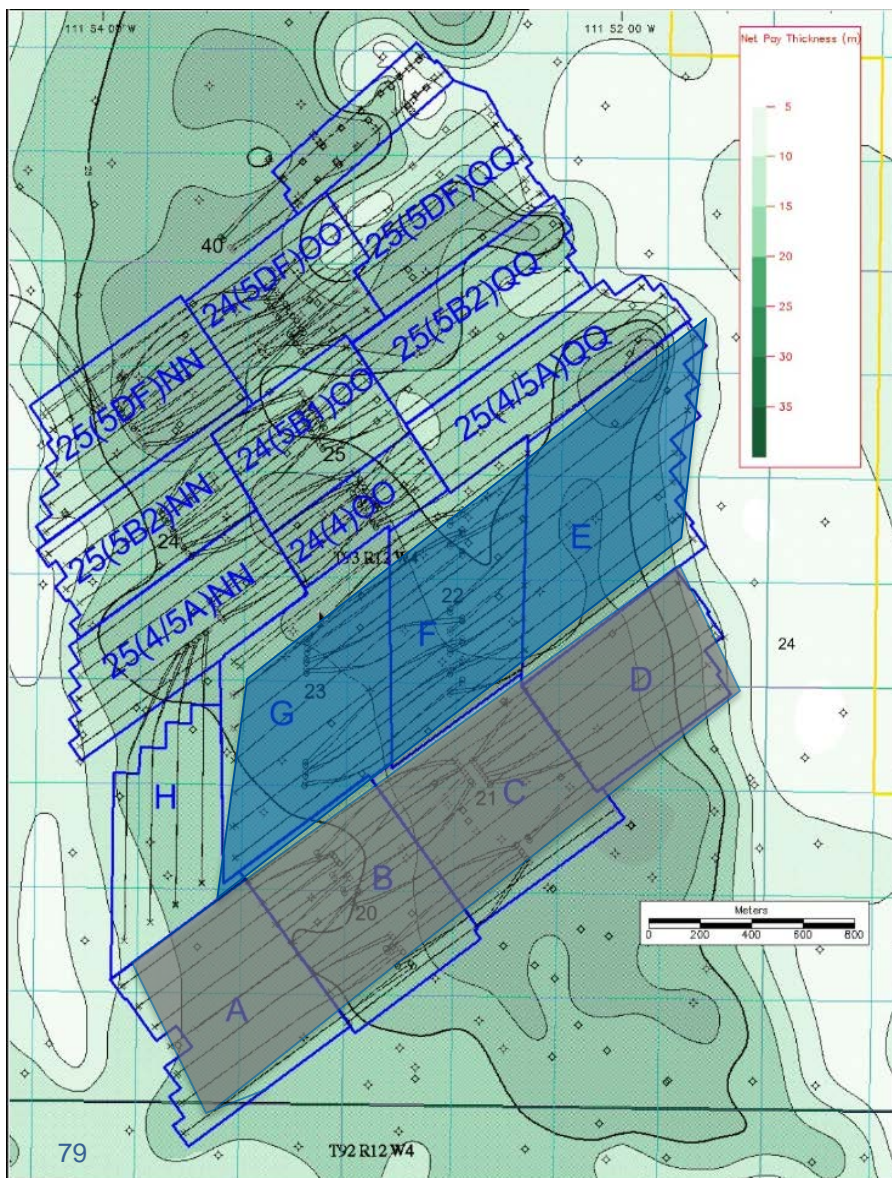 111 54 00 W
111 52 00 W
Net Pay Thickness (m)
5
10
15
20
25
30
35
40
25(5DF)QQ
24(5DF)OO
25(5B2)QQ
25(5DF)NN
24(5B1)OO
25(4/5A)QQ
25
25(5B2)NN
24
24(4)OO
T93 R12 W4
E
25(4/5A)NN
22
F
24
23
D
G
H
C
21
B
20
Meters
0 200 400 600 800
A
79
T92 R12 W4